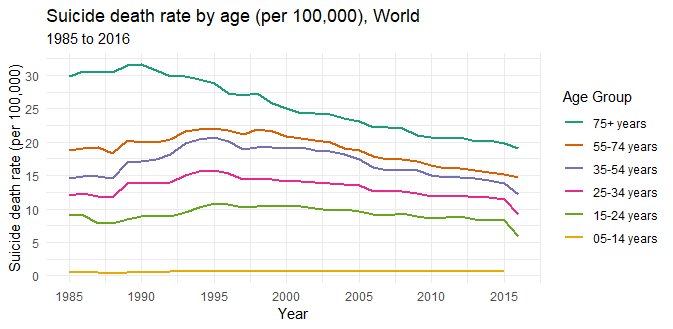 Suicide death rate by age (per 100,000), World
1985 to 2016
Suicide death rate (per 100,000)
30
25
20
15
10
5
0
1985 1990 1995 2000 2005 2010 2015
Year
Age Group
75+ years
55-74 years
35-54 years
25-34 years
15-24 years
05-14 years